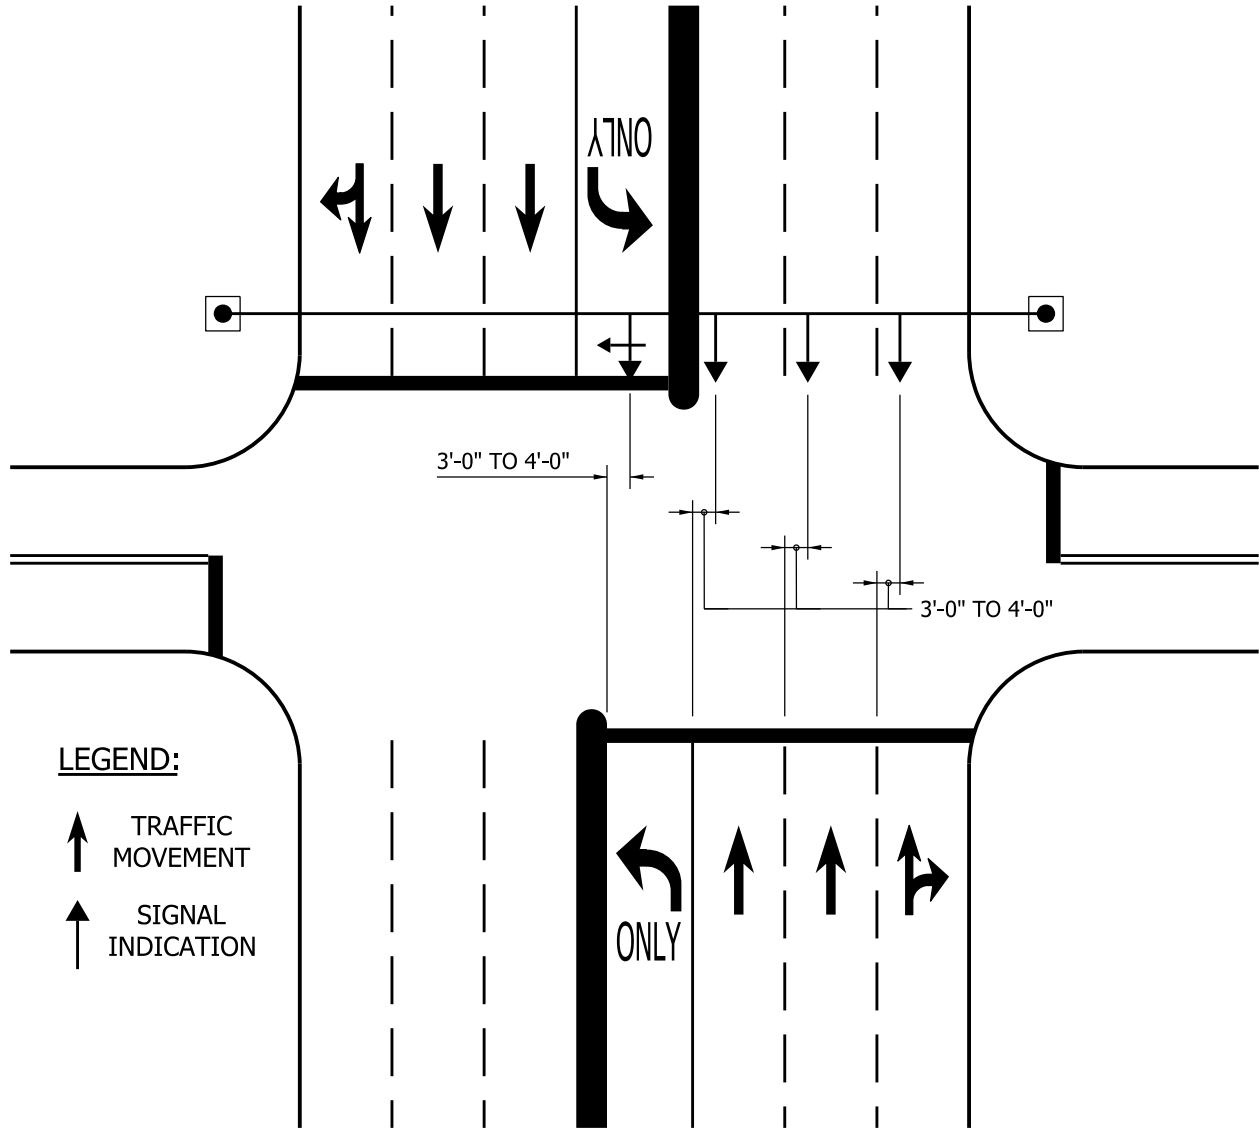 ONLY
3'-0" TO 4'-0"
3'-0" TO 4'-0"
LEGEND:
TRAFFIC
MOVEMENT
SIGNAL
INDICATION
ONLY